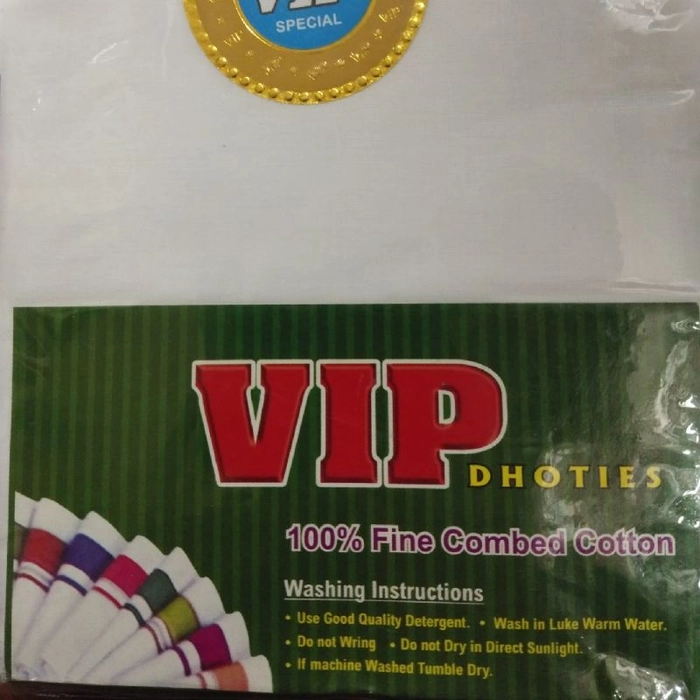 SPECIAL
VIP
DHOTIES
100% Fine Combed Cotton
Washing Instructions
• Use Good Quality Detergent. • Wash in Luke Warm Water.
• Do not Wring • Do not Dry in Direct Sunlight.
• If machine Washed Tumble Dry.